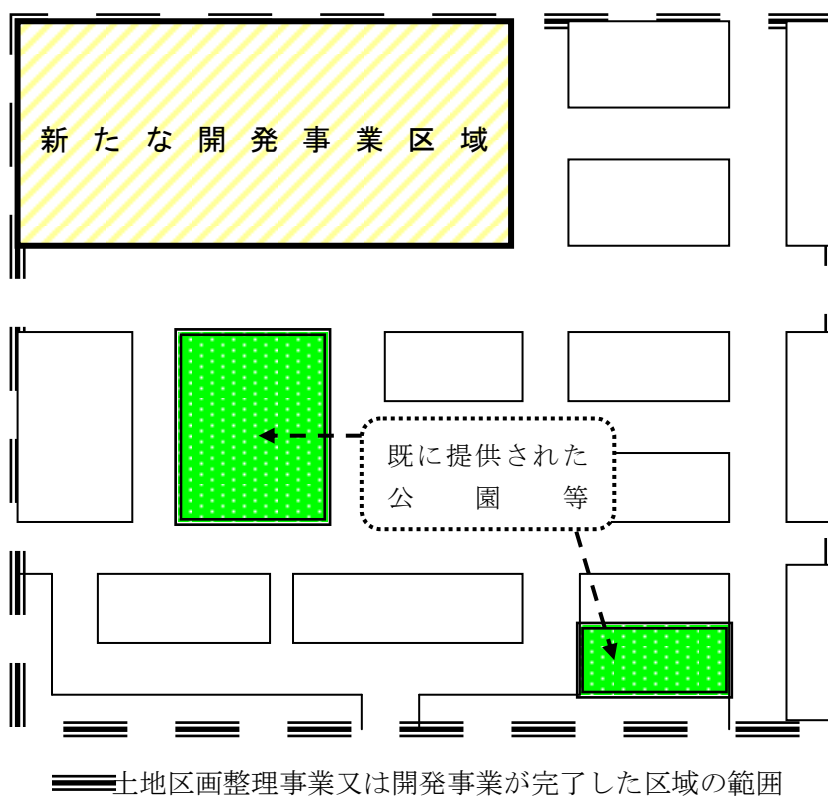 新たな開発事業区域
既に提供された
公園等
土地区画整理事業又は開発事業が完了した区域の範囲